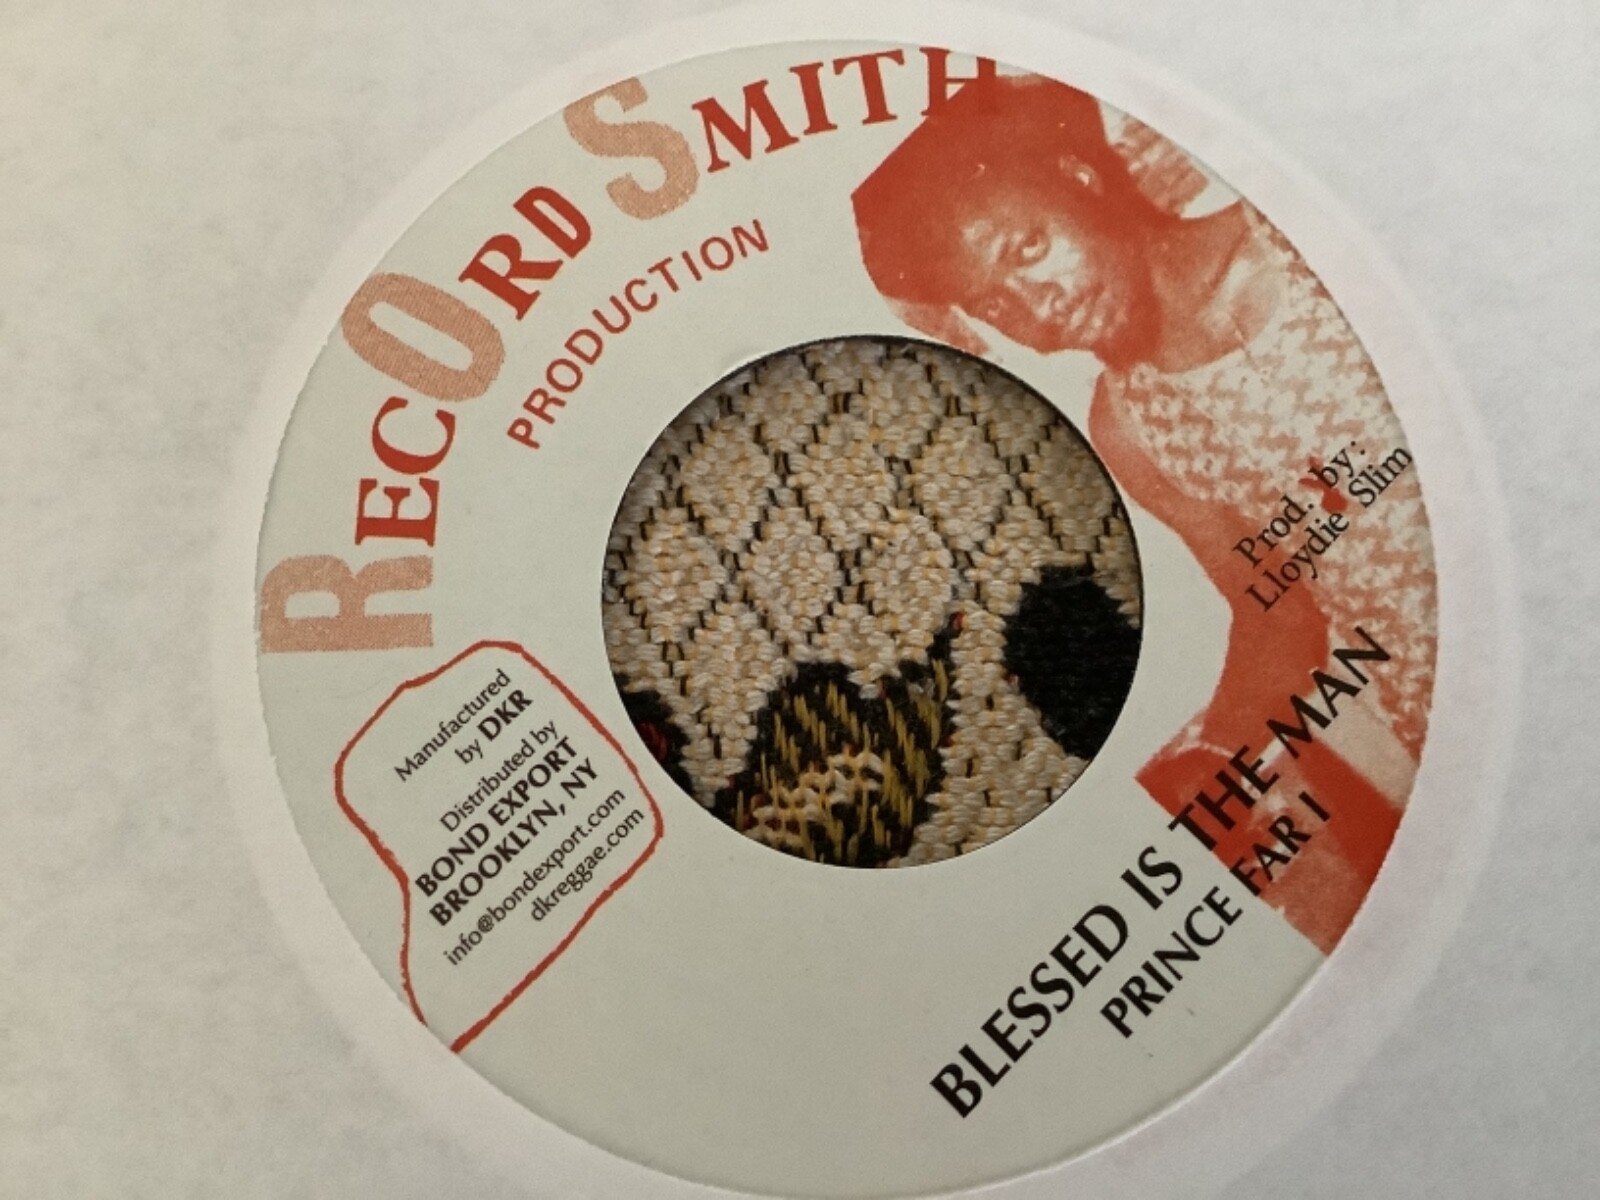 RECORD SMITH
PRODUCTION
Prod. by:
Lloydie Slim
Manufactured
by DKR
Distributed by
BOND EXPORT
BROOKLYN, NY
info@bondexport.com
dkreggae.com
BLESSED IS THE MAN
PRINCE FAR I